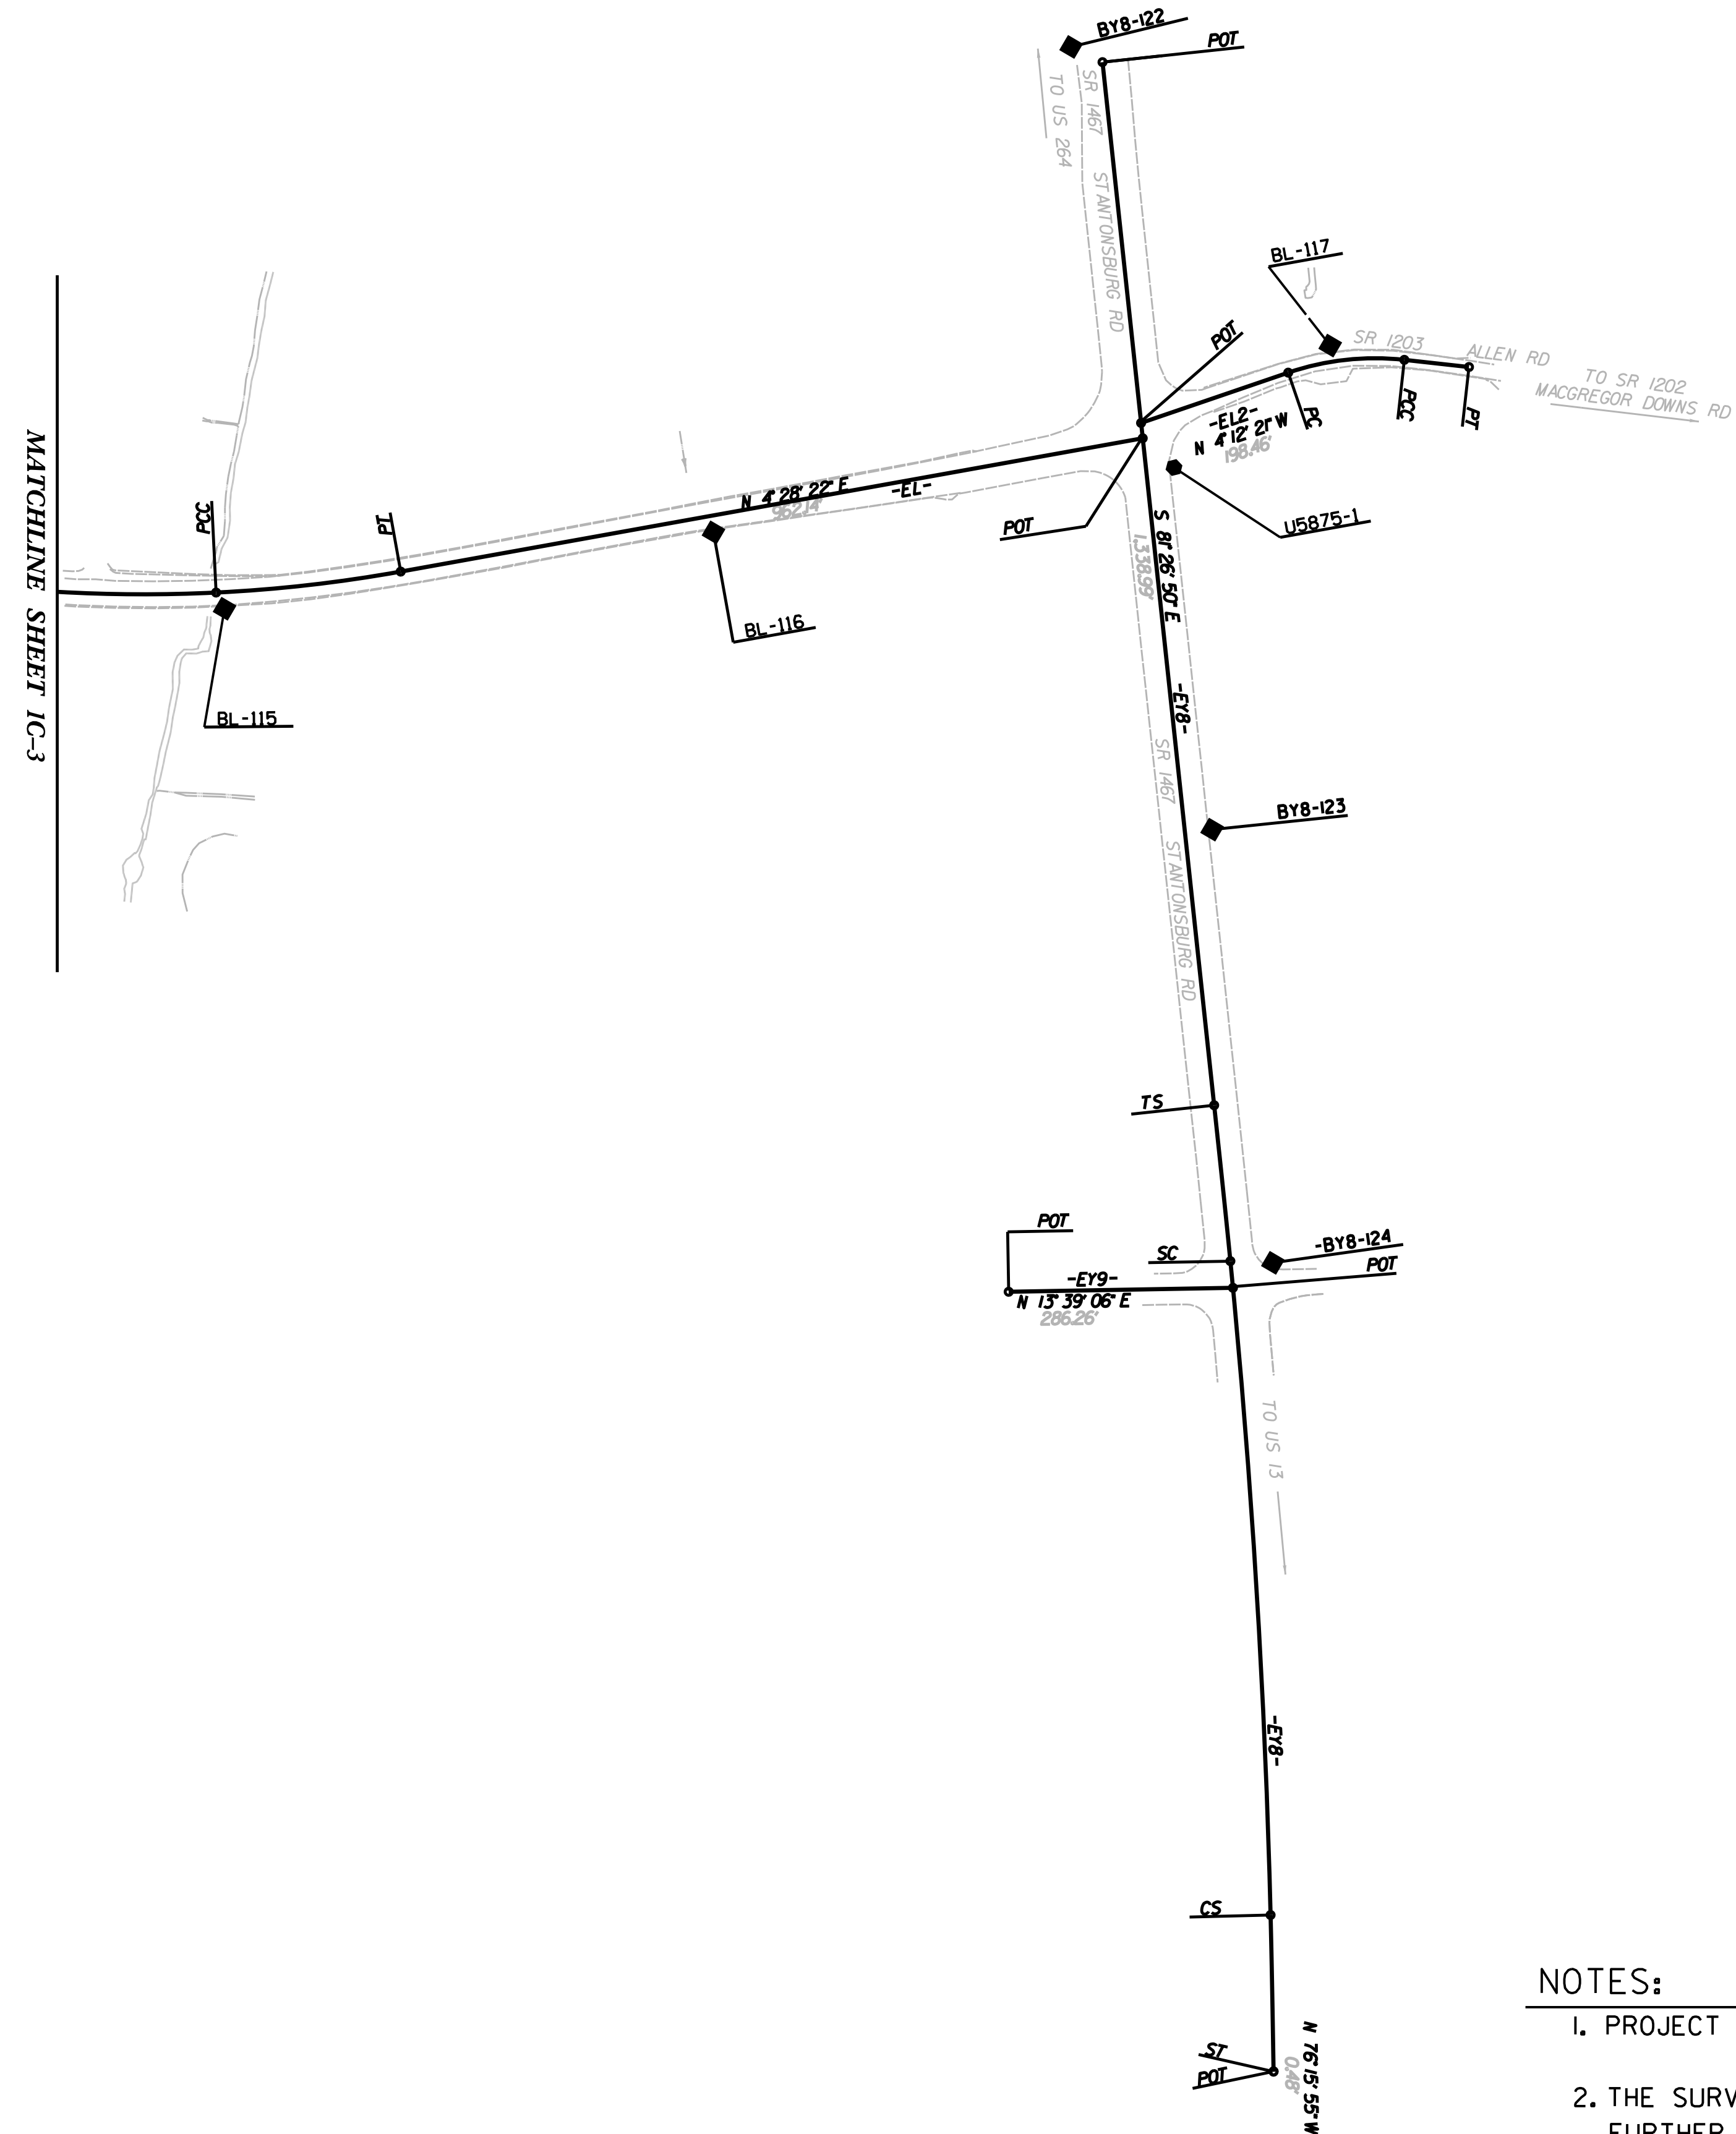 BY8-122
POT
SR 1467
TO US 264
STANTONSBURG RD
BL-117
POT
SR 1203
ALLEN RD
TO SR 1202
MACGREGOR DOWNS RD
PCC
PT
PC
-EL2-
N 4°12'21" W
198.46'
N 4°28'22" E
-EL-
962.14'
POT
U5875-1
PCC
PT
S 81°26'50" E
1,338.99'
BL-116
BL-115
MATCHLINE SHEET 1C-3
-EY8-
SR 1467
STANTONSBURG RD
BY8-123
TS
POT
SC
-BY8-124
POT
-EY9-
N 13°39'06" E
286.26'
TO US 13
-EY8-
CS
NOTES:
1. PROJECT
ST
POT
N 76°15'55" W
0.48'
2. THE SURV
FURTHER